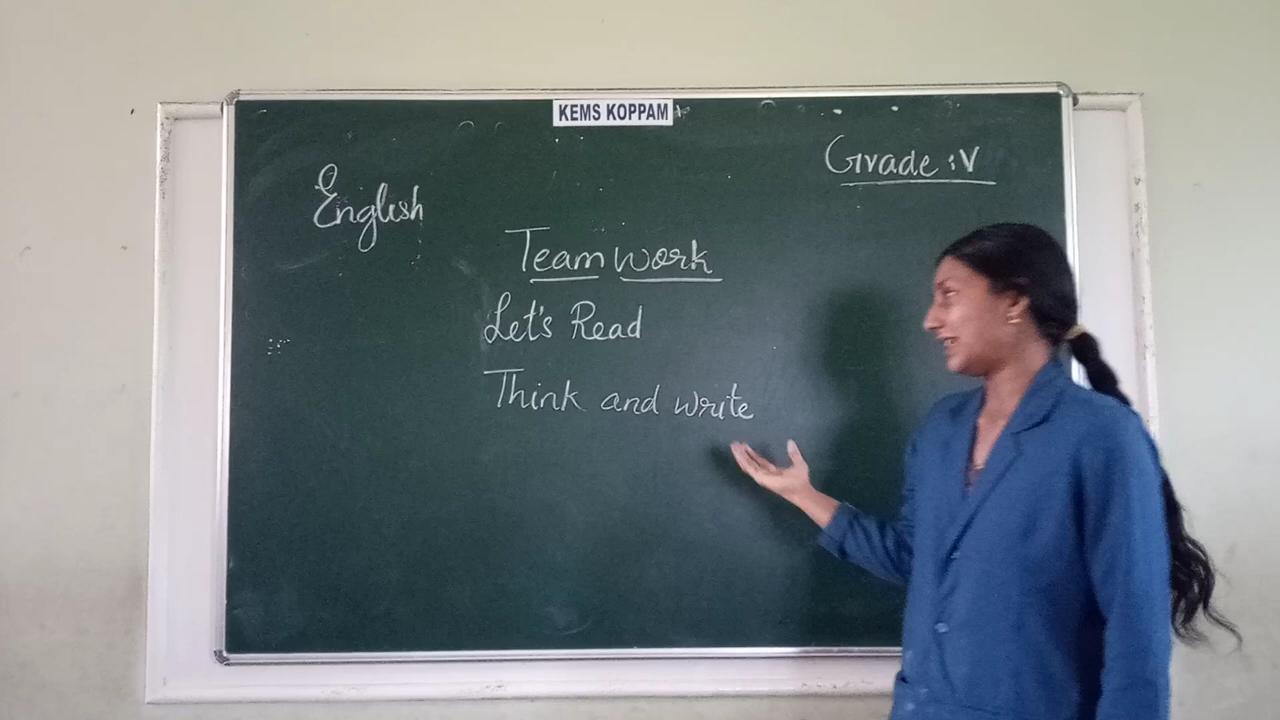 KEMS KOPPAM
Grade : V
English
Team work
Let's Read
Think and write